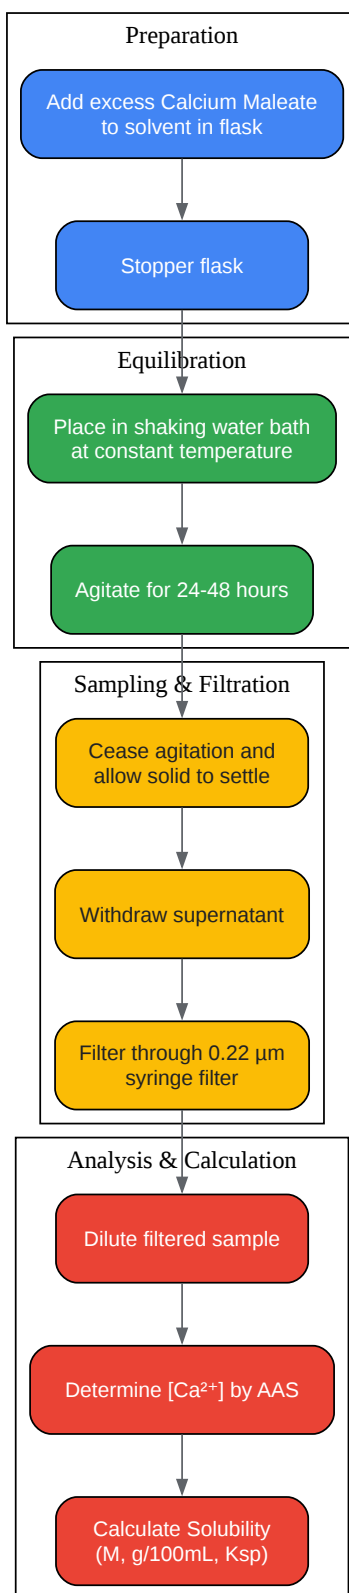 Preparation
Add excess Calcium Maleate
to solvent in flask
Stopper flask
Equilibration
Place in shaking water bath
at constant temperature
Agitate for 24-48 hours
Sampling & Filtration
Cease agitation and
allow solid to settle
Withdraw supernatant
Filter through 0.22 µm
syringe filter
Analysis & Calculation
Dilute filtered sample
Determine [Ca²⁺] by AAS
Calculate Solubility
(M, g/100mL, Ksp)